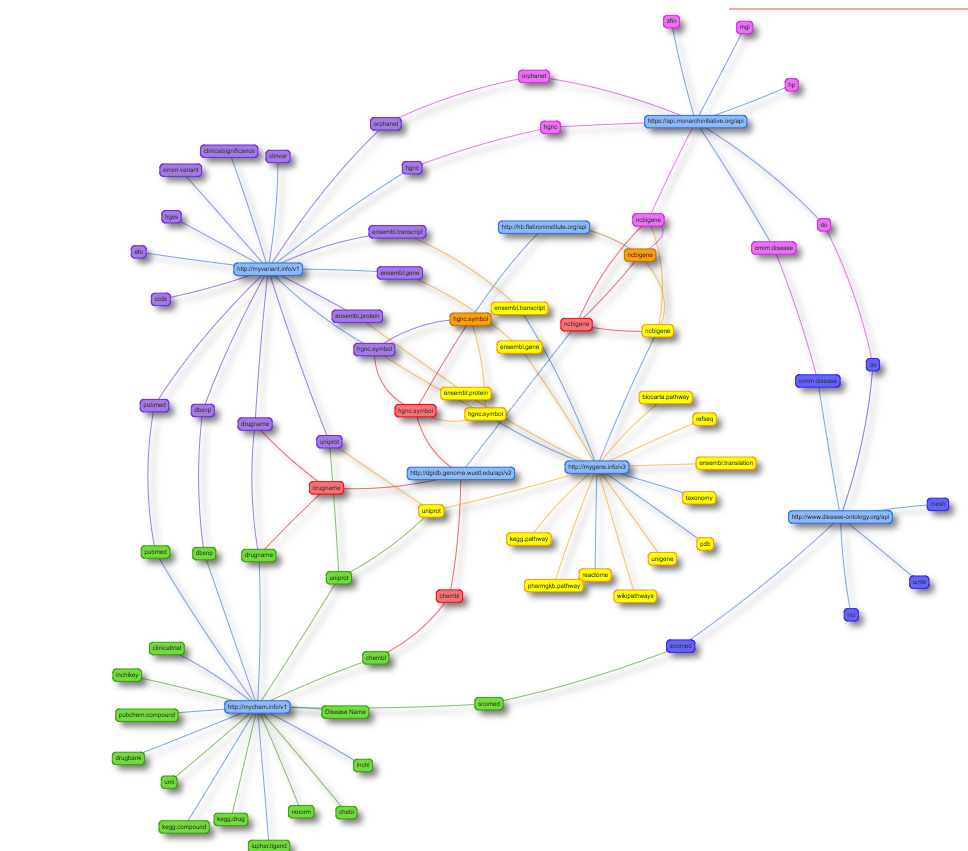 zfin
mgi
orphanet
hp
https://api.monarchinitiative.org/api
orphanet
hgnc
clinicalsignificance
clinvar
omim variant
hgnc
hgvs
ncbigene
do
http://hb.flatironinstitute.org/api
ensembl.transcript
omim disease
efo
ncbigene
http://myvariant.info/v1
ensembl.gene
ccds
ensembl.transcript
ensembl.protein
hgnc.symbol
ncbigene
ncbigene
hgnc.symbol
ensembl.gene
do
omim disease
ensembl.protein
biocarta.pathway
pubmed
dbsnp
hgnc.symbol
hgnc.symbol
refseq
drugname
uniprot
ensembl.translation
http://mygene.info/v3
http://dgidb.genome.wustl.edu/api/v2
drugname
taxonomy
mesh
uniprot
http://www.disease-ontology.org/api
kegg.pathway
pdb
pubmed
dbsnp
drugname
unigene
uniprot
reactome
pharmgkb.pathway
umls
chembl
wikipathways
nci
clinicaltrial
snomed
chembl
inchikey
snomed
http://mychem.info/v1
Disease Name
pubchem.compound
drugbank
inchi
unii
rxnorm
chebi
kegg.drug
kegg.compound
iuphar.ligand